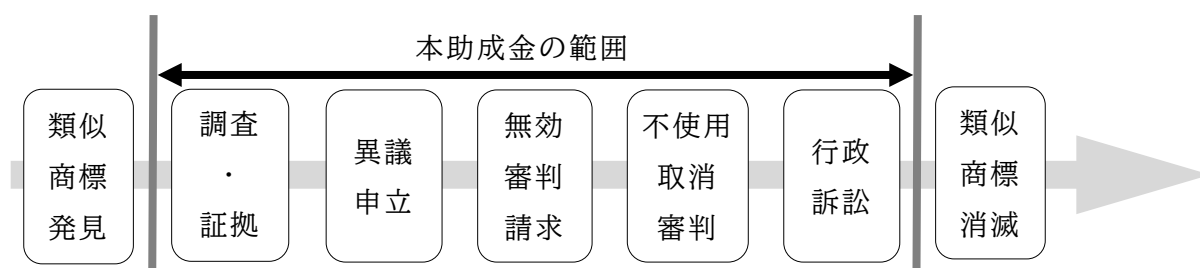 本助成金の範囲
類似
商標
発見
調査
・
証拠
異議
申立
無効
審判
請求
不使用
取消
審判
行政
訴訟
類似
商標
消滅